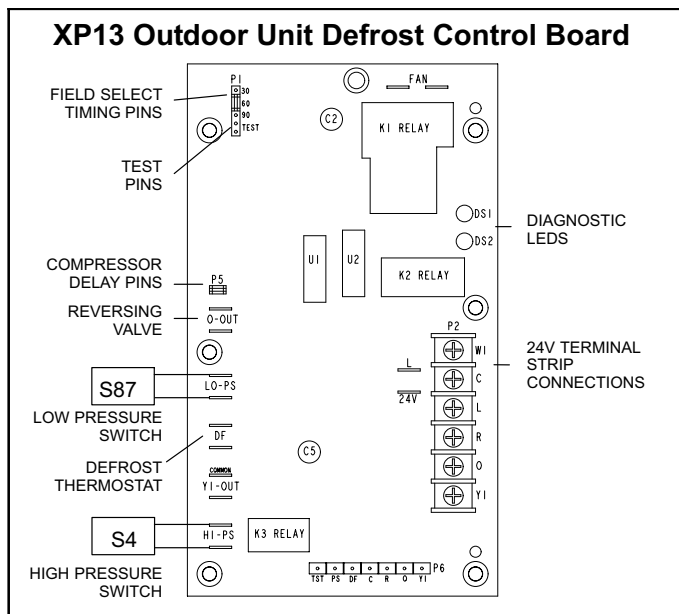 XP13 Outdoor Unit Defrost Control Board
P1
30
60
90
TEST
FIELD SELECT
TIMING PINS
TEST
PINS
FAN
C2
K1 RELAY
DS1
DS2
DIAGNOSTIC
LEDS
U1
U2
K2 RELAY
COMPRESSOR
DELAY PINS
P5
REVERSING
VALVE
O-OUT
P2
W1
C
L
R
O
Y1
24V TERMINAL
STRIP
CONNECTIONS
L
24V
S87
LO-PS
LOW PRESSURE
SWITCH
DF
DEFROST
THERMOSTAT
C5
COMMON
Y1-OUT
S4
HI-PS
K3 RELAY
HIGH PRESSURE
SWITCH
P6
TST PS DF C R O Y1